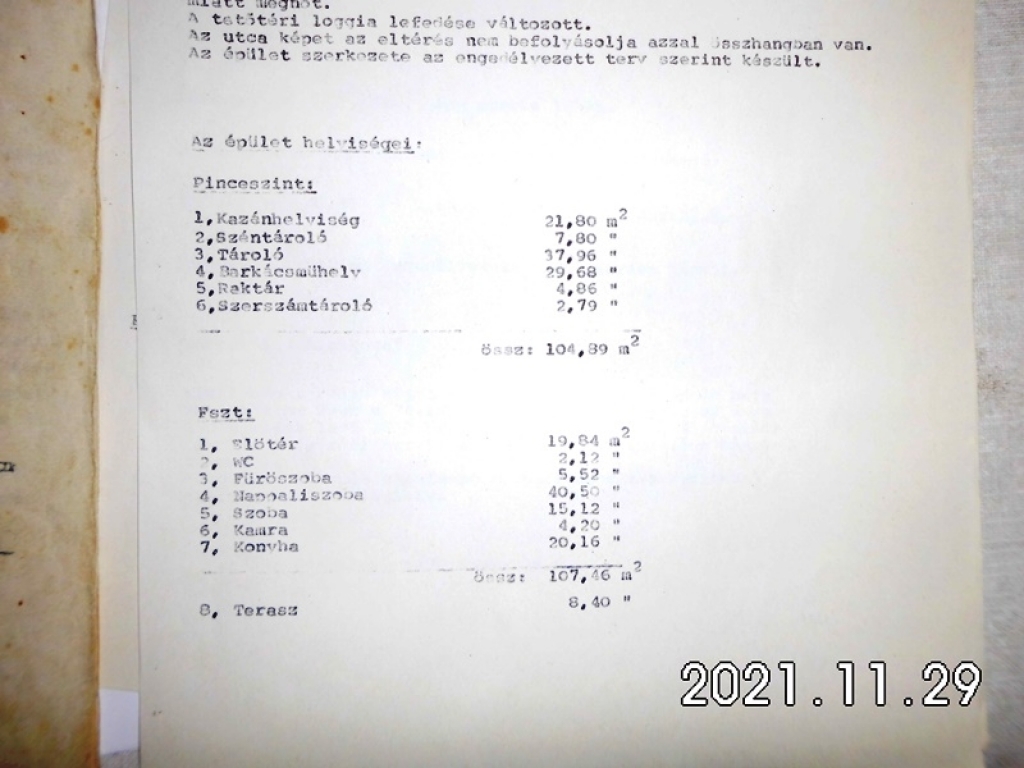 miatt megnőt.
A tetőtéri loggia lefedése változott.
Az utca képet az eltérés nem befolyásolja azzal összhangban van.
Az épület szerkezete az engedélyezett terv szerint készült.
Az épület helyiségei:
Pinceszint:
1, Kazánhelyiség 21,80 m²
2, Széntároló 7,80 "
3, Tároló 37,96 "
4, Barkácsműhely 29,68 "
5, Raktár 4,86 "
6, Szerszámtároló 2,79 "
össz: 104,89 m²
Fszt:
1, Előtér 19,84 m²
2, WC 2,12 "
3, Fürőszoba 5,52 "
4, Nappaliszoba 40,50 "
5, Szoba 15,12 "
6, Kamra 4,20 "
7, Konyha 20,16 "
össz: 107,46 m²
8, Terasz 8,40 "
2021.11.29